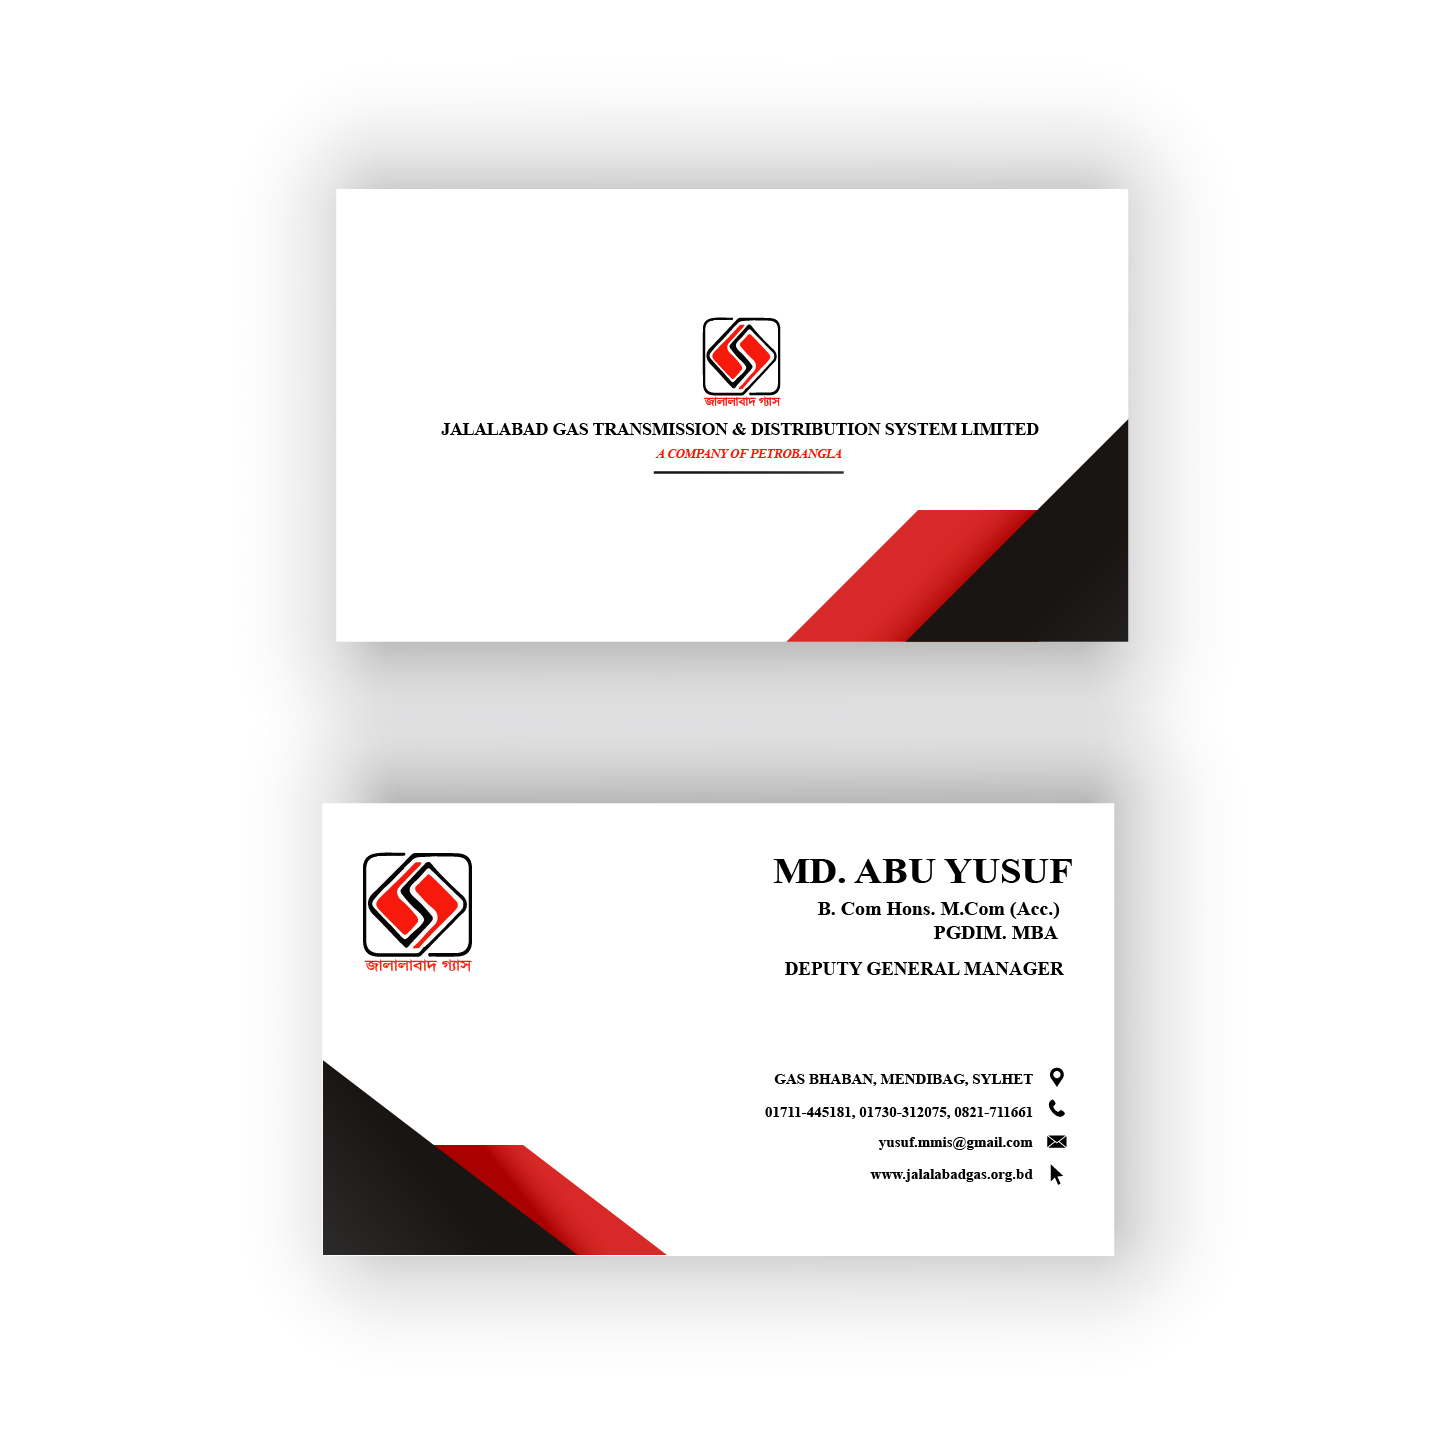 জালালাবাদ গ্যাস
JALALABAD GAS TRANSMISSION & DISTRIBUTION SYSTEM LIMITED
A COMPANY OF PETROBANGLA
জালালাবাদ গ্যাস
MD. ABU YUSUF
B. Com Hons. M.Com (Acc.)
PGDIM. MBA
DEPUTY GENERAL MANAGER
GAS BHABAN, MENDIBAG, SYLHET
01711-445181, 01730-312075, 0821-711661
yusuf.mmis@gmail.com
www.jalalabadgas.org.bd